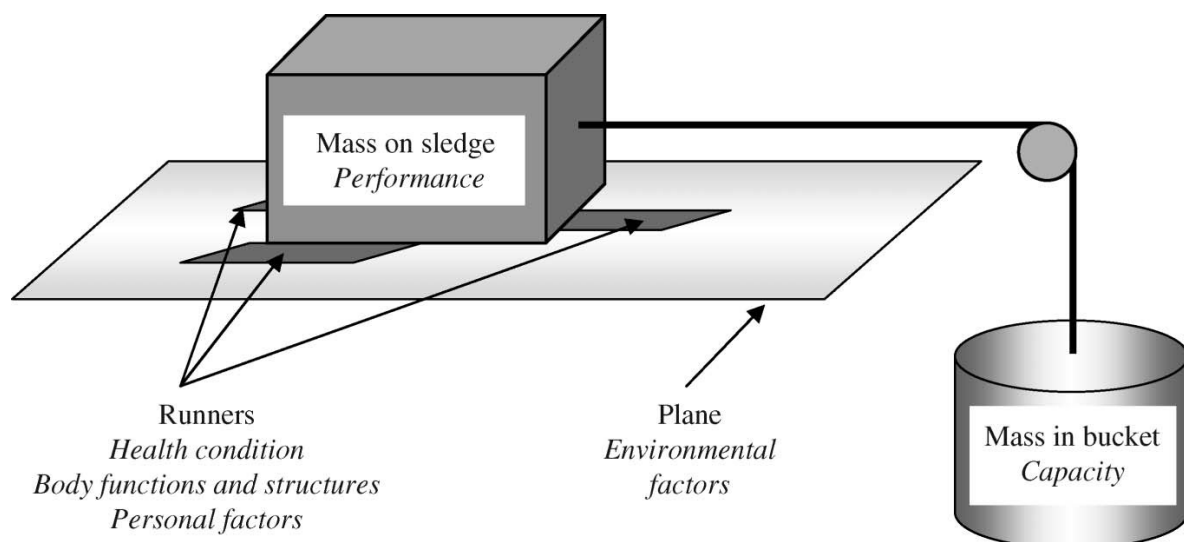 Mass on sledge
Performance
Runners
Health condition
Body functions and structures
Personal factors
Plane
Environmental
factors
Mass in bucket
Capacity